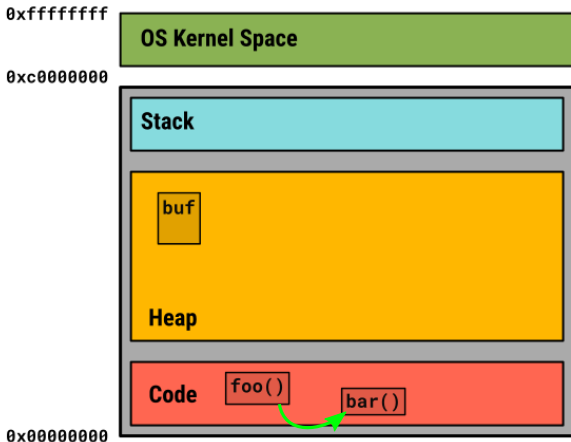 0xffffffff
OS Kernel Space
0xc0000000
Stack
buf
Heap
Code
foo()
bar()
0x00000000